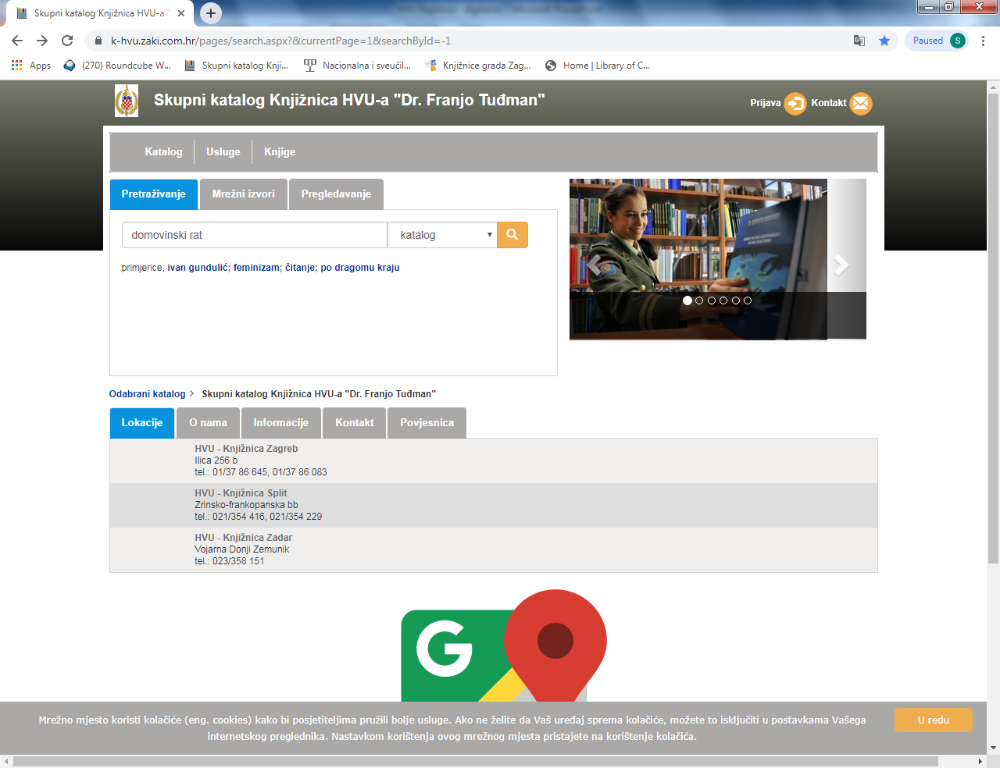 Skupni katalog Knjižnica HVU-a "
k-hvu.zaki.com.hr/pages/search.aspx?&currentPage=1&searchById=-1
Paused
S
Apps
(270) Roundcube W...
Skupni katalog Knji...
Nacionalna i sveučil...
Knjižnice grada Zag...
Home | Library of C...
Skupni katalog Knjižnica HVU-a "Dr. Franjo Tuđman"
Prijava
Kontakt
Katalog
Usluge
Knjige
Pretraživanje
Mrežni izvori
Pregledavanje
domovinski rat
katalog
primjerice, ivan gundulić; feminizam; čitanje; po dragomu kraju
Odabrani katalog
Skupni katalog Knjižnica HVU-a "Dr. Franjo Tuđman"
Lokacije
O nama
Informacije
Kontakt
Povjesnica
HVU - Knjižnica Zagreb
Ilica 256 b
tel.: 01/37 86 645, 01/37 86 083
HVU - Knjižnica Split
Zrinsko-frankopanska bb
tel.: 021/354 416, 021/354 229
HVU - Knjižnica Zadar
Vojarna Donji Zemunik
tel.: 023/358 151
G
Mrežno mjesto koristi kolačiće (eng. cookies) kako bi posjetiteljima pružili bolje usluge. Ako ne želite da Vaš uređaj sprema kolačiće, možete to isključiti u postavkama Vašega
internetskog preglednika. Nastavkom korištenja ovog mrežnog mjesta pristajete na korištenje kolačića.
U redu